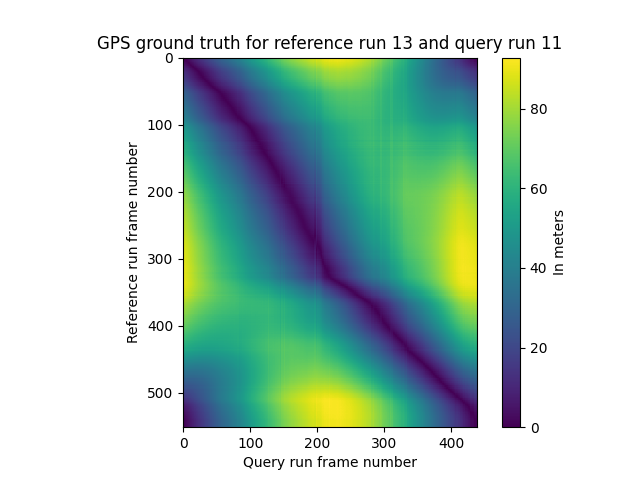 GPS ground truth for reference run 13 and query run 11
0
100
200
300
400
500
Reference run frame number
0 100 200 300 400
Query run frame number
80
60
40
20
0
In meters